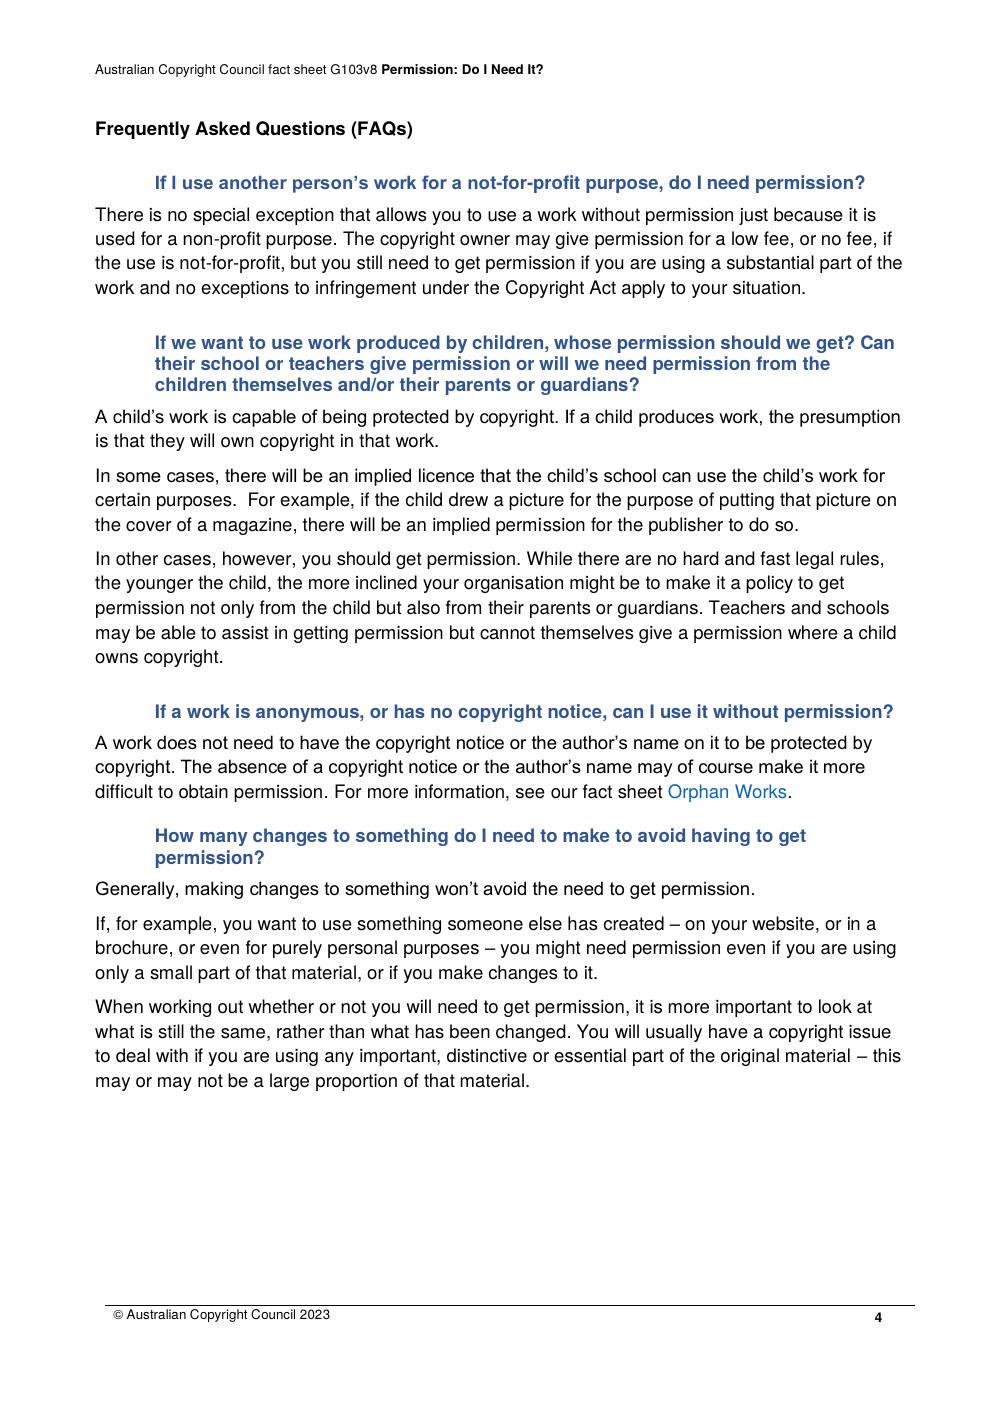 Australian Copyright Council fact sheet G103v8 Permission: Do I Need It?
Frequently Asked Questions (FAQs)
If I use another person’s work for a not-for-profit purpose, do I need permission?
There is no special exception that allows you to use a work without permission just because it is
used for a non-profit purpose. The copyright owner may give permission for a low fee, or no fee, if
the use is not-for-profit, but you still need to get permission if you are using a substantial part of the
work and no exceptions to infringement under the Copyright Act apply to your situation.
If we want to use work produced by children, whose permission should we get? Can
their school or teachers give permission or will we need permission from the
children themselves and/or their parents or guardians?
A child’s work is capable of being protected by copyright. If a child produces work, the presumption
is that they will own copyright in that work.
In some cases, there will be an implied licence that the child’s school can use the child’s work for
certain purposes.  For example, if the child drew a picture for the purpose of putting that picture on
the cover of a magazine, there will be an implied permission for the publisher to do so.
In other cases, however, you should get permission. While there are no hard and fast legal rules,
the younger the child, the more inclined your organisation might be to make it a policy to get
permission not only from the child but also from their parents or guardians. Teachers and schools
may be able to assist in getting permission but cannot themselves give a permission where a child
owns copyright.
If a work is anonymous, or has no copyright notice, can I use it without permission?
A work does not need to have the copyright notice or the author’s name on it to be protected by
copyright. The absence of a copyright notice or the author’s name may of course make it more
difficult to obtain permission. For more information, see our fact sheet Orphan Works.
How many changes to something do I need to make to avoid having to get
permission?
Generally, making changes to something won’t avoid the need to get permission.
If, for example, you want to use something someone else has created – on your website, or in a
brochure, or even for purely personal purposes – you might need permission even if you are using
only a small part of that material, or if you make changes to it.
When working out whether or not you will need to get permission, it is more important to look at
what is still the same, rather than what has been changed. You will usually have a copyright issue
to deal with if you are using any important, distinctive or essential part of the original material – this
may or may not be a large proportion of that material.
© Australian Copyright Council 2023
4